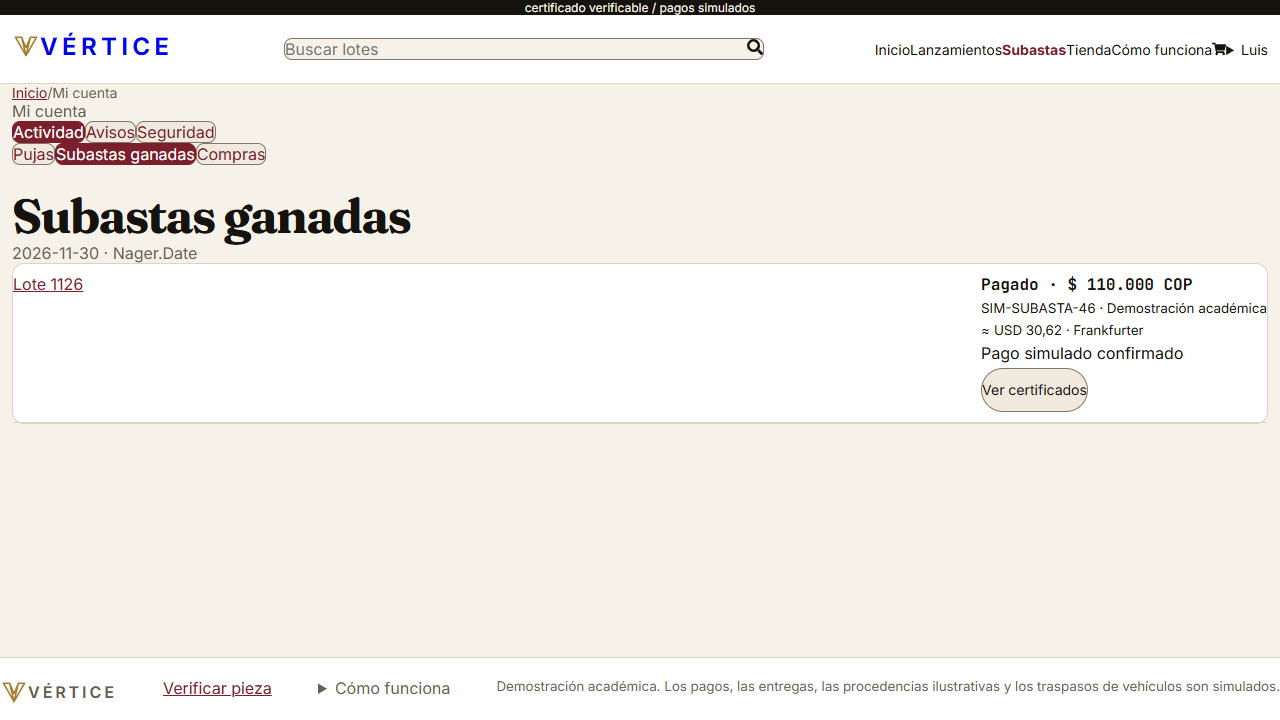 certificado verificable / pagos simulados
VÉRTICE
Buscar lotes
Inicio Lanzamientos Subastas Tienda Cómo funciona Luis
Inicio/Mi cuenta
Mi cuenta
Actividad Avisos Seguridad
Pujas Subastas ganadas Compras
Subastas ganadas
2026-11-30 · Nager.Date
Lote 1126
Pagado · $ 110.000 COP
SIM-SUBASTA-46 · Demostración académica
≈ USD 30,62 · Frankfurter
Pago simulado confirmado
Ver certificados
VÉRTICE
Verificar pieza
Cómo funciona
Demostración académica. Los pagos, las entregas, las procedencias ilustrativas y los traspasos de vehículos son simulados.